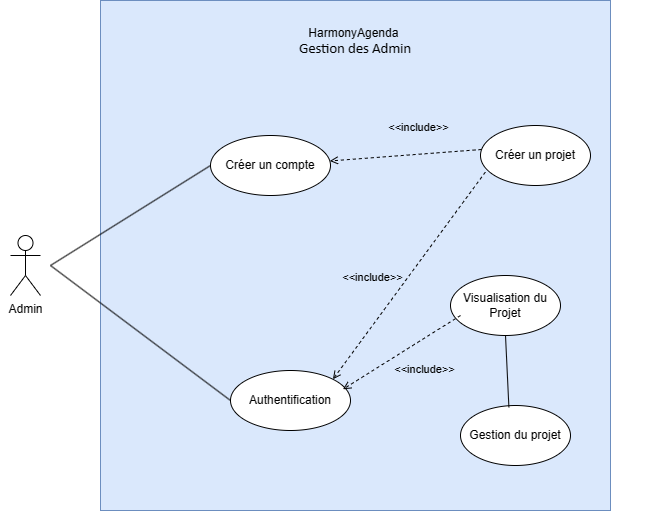 HarmonyAgenda
Gestion des Admin
<<include>>
Créer un compte
Créer un projet
<<include>>
Admin
Visualisation du
Projet
<<include>>
Authentification
Gestion du projet